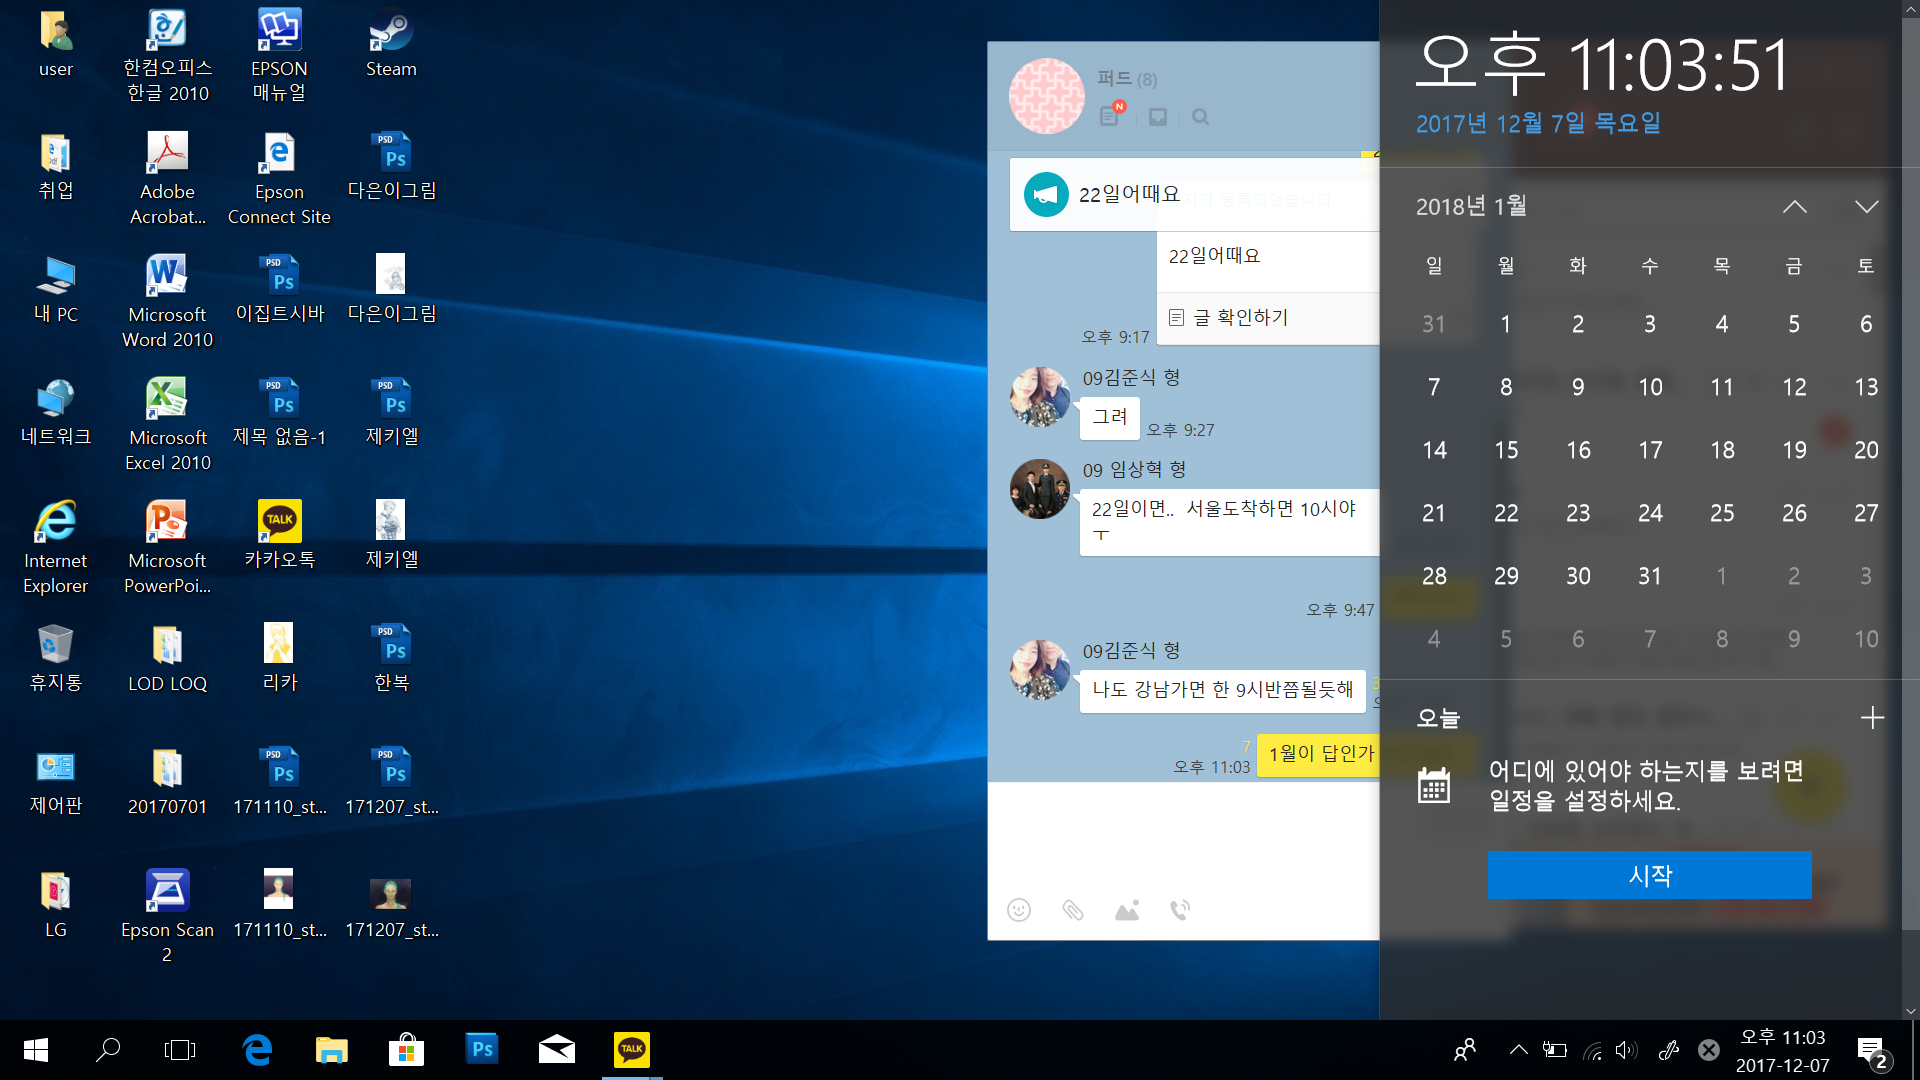 user
한컴오피스
한글 2010
EPSON
매뉴얼
Steam
취업
Adobe
Acrobat...
Epson
Connect Site
다은이그림
내 PC
Microsoft
Word 2010
이집트시바
다은이그림
네트워크
Microsoft
Excel 2010
제목 없음-1
제키엘
Internet
Explorer
Microsoft
PowerPoi...
카카오톡
제키엘
휴지통
LOD LOQ
리카
한복
제어판
20170701
171110_st...
171207_st...
LG
Epson Scan
2
171110_st...
171207_st...
퍼드 (8)
N
22일어때요
22일어때요
글 확인하기
오후 9:17
09김준식 형
그려
오후 9:27
09 임상혁 형
22일이면..  서울도착하면 10시야
ㅜ
오후 9:47
09김준식 형
나도 강남가면 한 9시반쯤될듯해
7
오후 11:03
1월이 답인가
오후 11:03:51
2017년 12월 7일 목요일
2018년 1월
일 월 화 수 목 금 토
31 1 2 3 4 5 6
7 8 9 10 11 12 13
14 15 16 17 18 19 20
21 22 23 24 25 26 27
28 29 30 31 1 2 3
4 5 6 7 8 9 10
오늘
어디에 있어야 하는지를 보려면
일정을 설정하세요.
시작
Ps
TALK
오후 11:03
2017-12-07
2